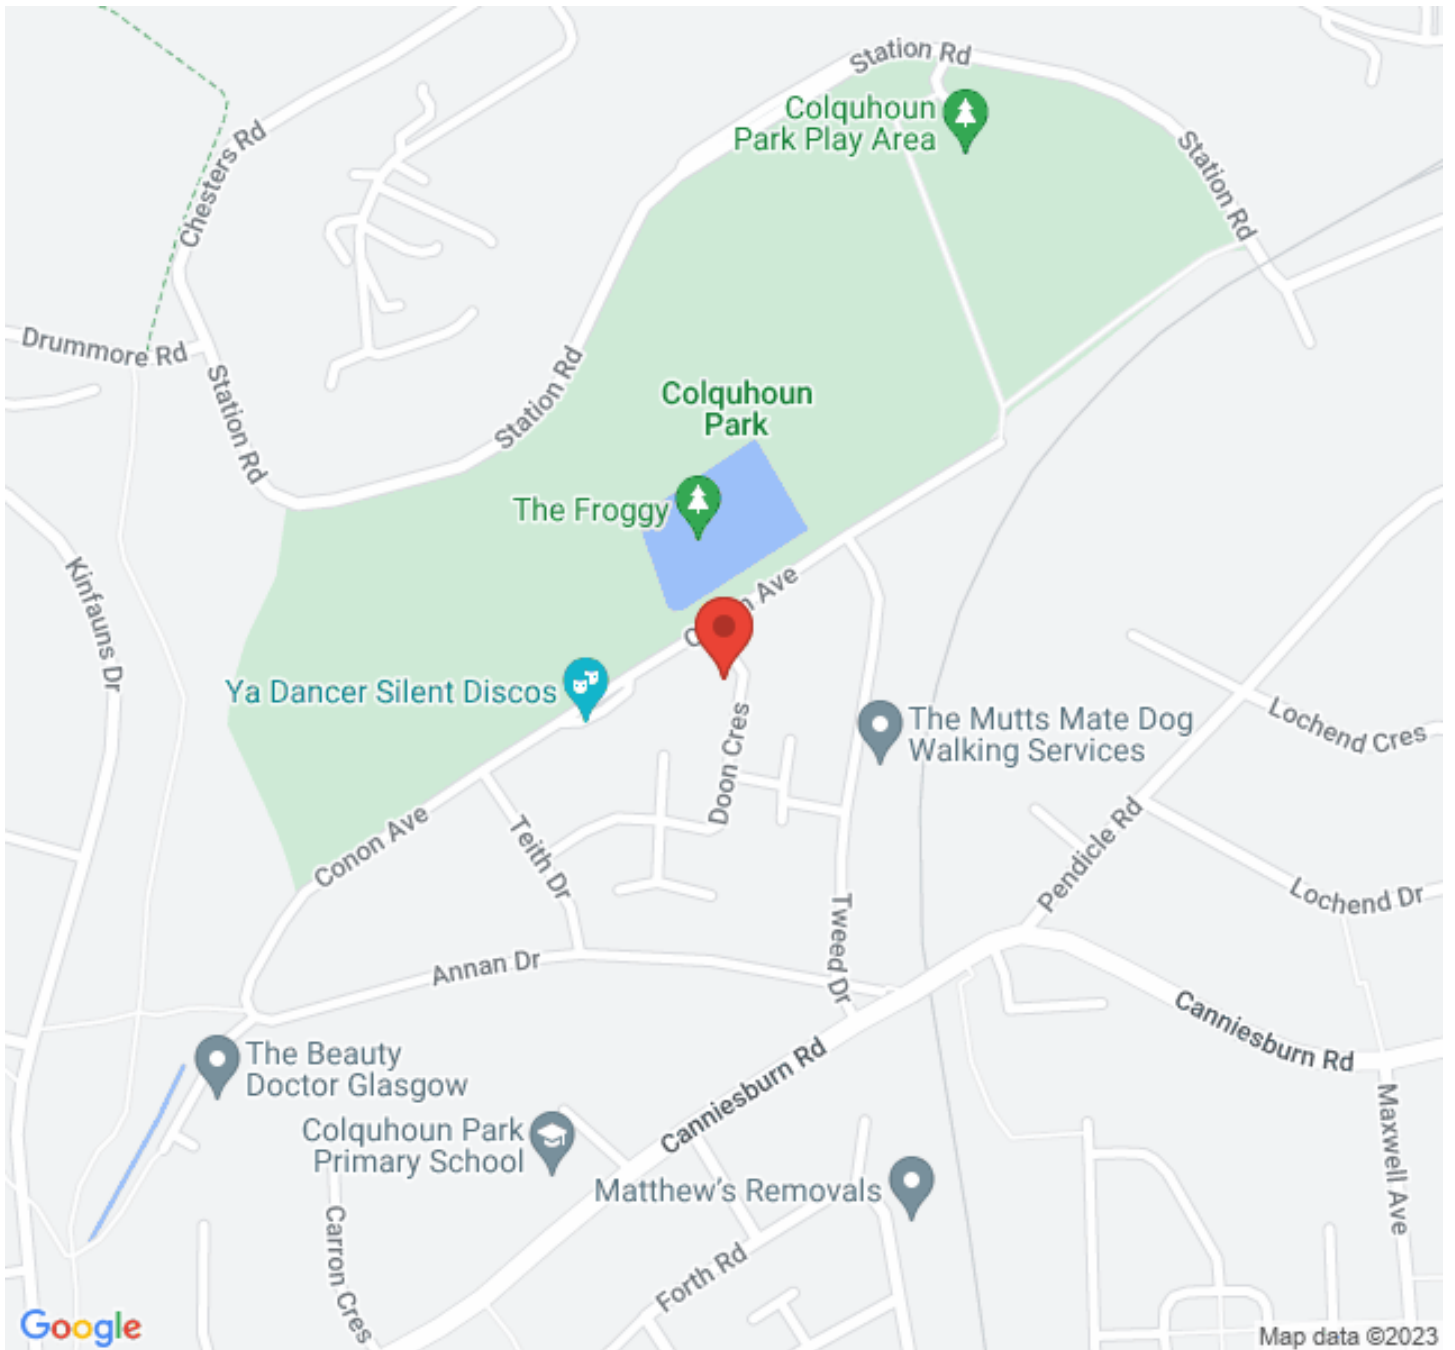 Station Rd
Colquhoun
Park Play Area
Chesters Rd
Station Rd
Drummore Rd
Station Rd
Station Rd
Colquhoun
Park
The Froggy
Kinfauns Dr
Ave
Ya Dancer Silent Discos
The Mutts Mate Dog
Walking Services
Lochend Cres
Doon Cres
Conon Ave
Teith Dr
Pendicle Rd
Lochend Dr
Tweed Dr
Annan Dr
Canniesburn Rd
The Beauty
Doctor Glasgow
Canniesburn Rd
Colquhoun Park
Primary School
Maxwell Ave
Matthew's Removals
Carron Cres
Forth Rd
Google
Map data ©2023